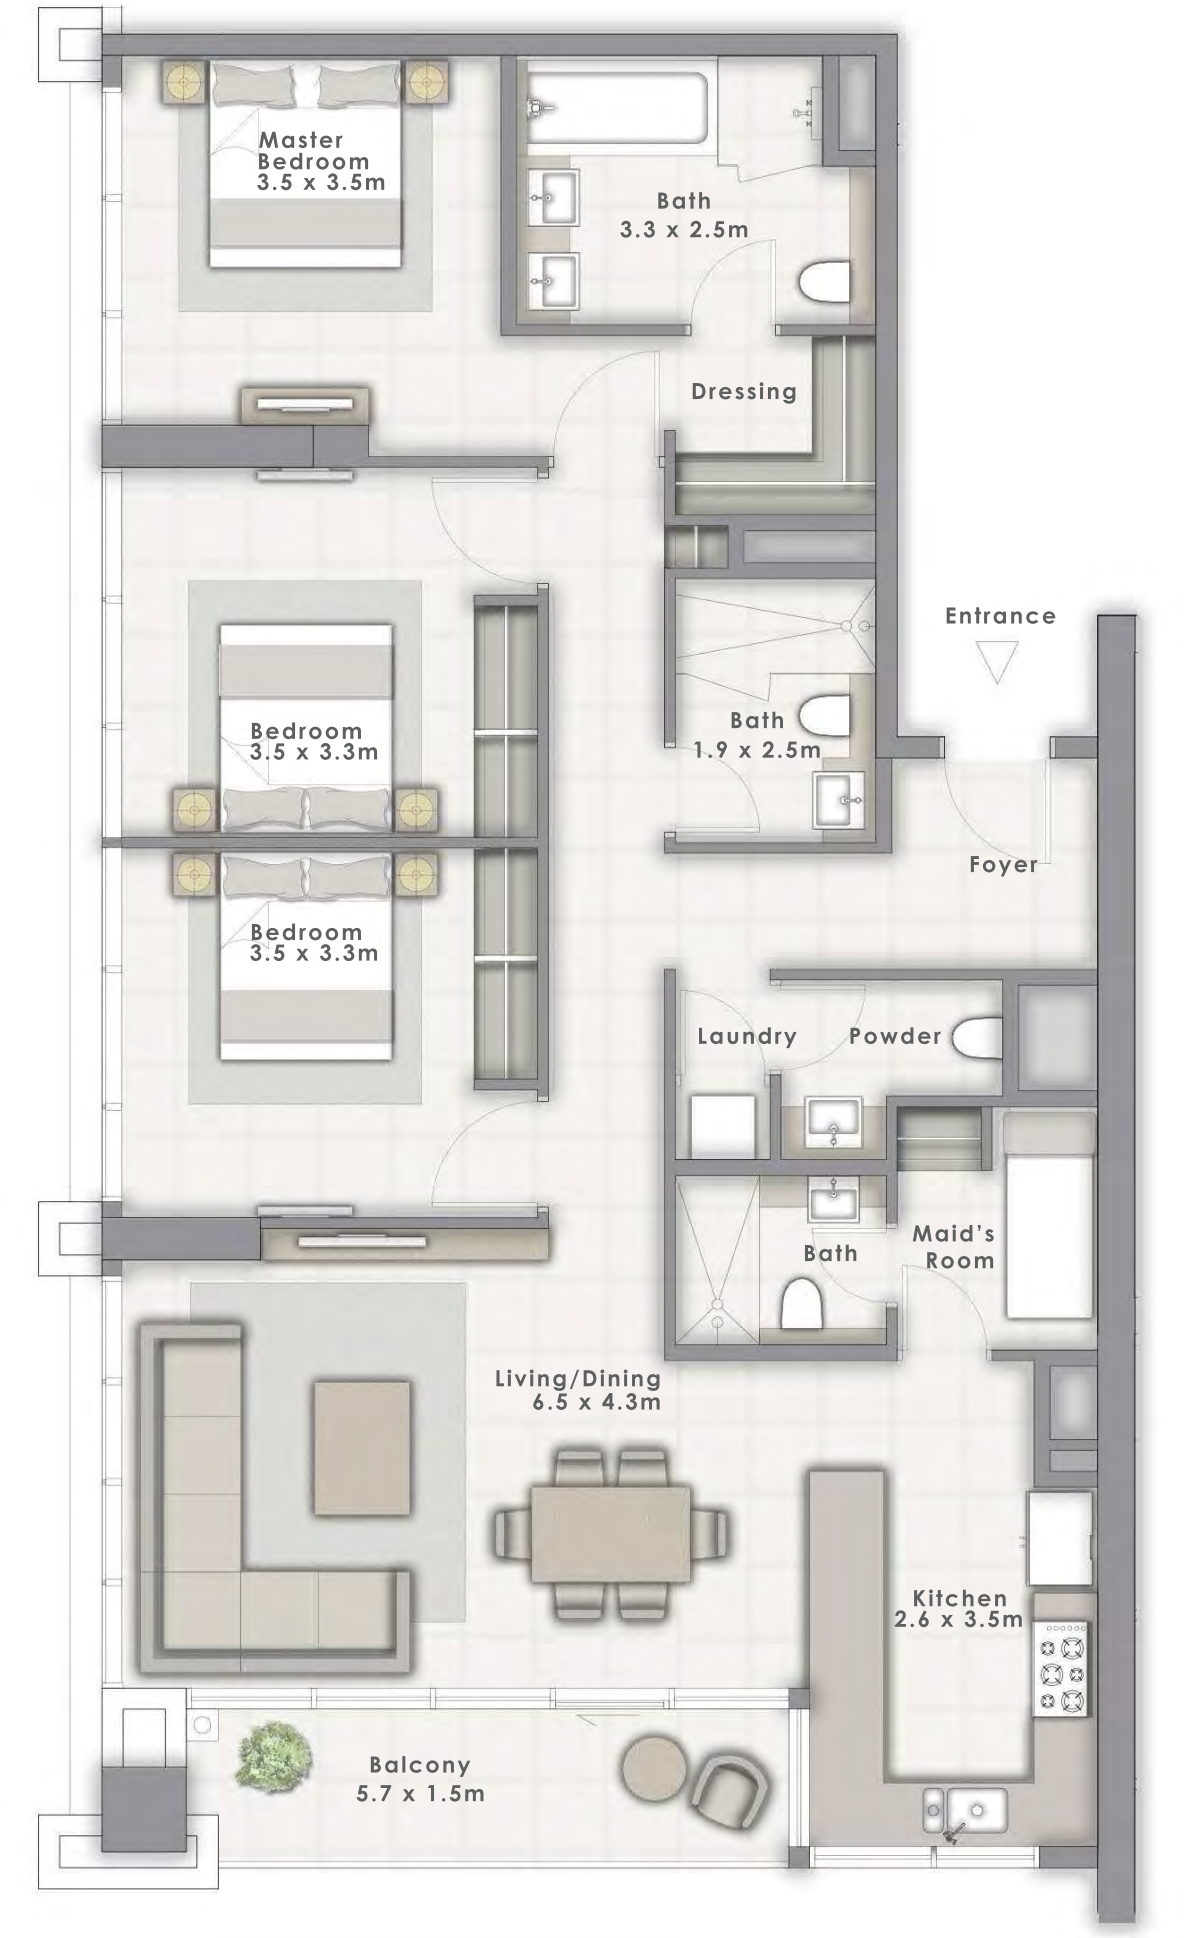 Master
Bedroom
3.5 x 3.5m
Bath
3.3 x 2.5m
Dressing
Entrance
Bedroom
3.5 x 3.3m
Bath
1.9 x 2.5m
Foyer
Bedroom
3.5 x 3.3m
Laundry
Powder
Maid's
Room
Bath
Living/Dining
6.5 x 4.3m
Kitchen
2.6 x 3.5m
Balcony
5.7 x 1.5m